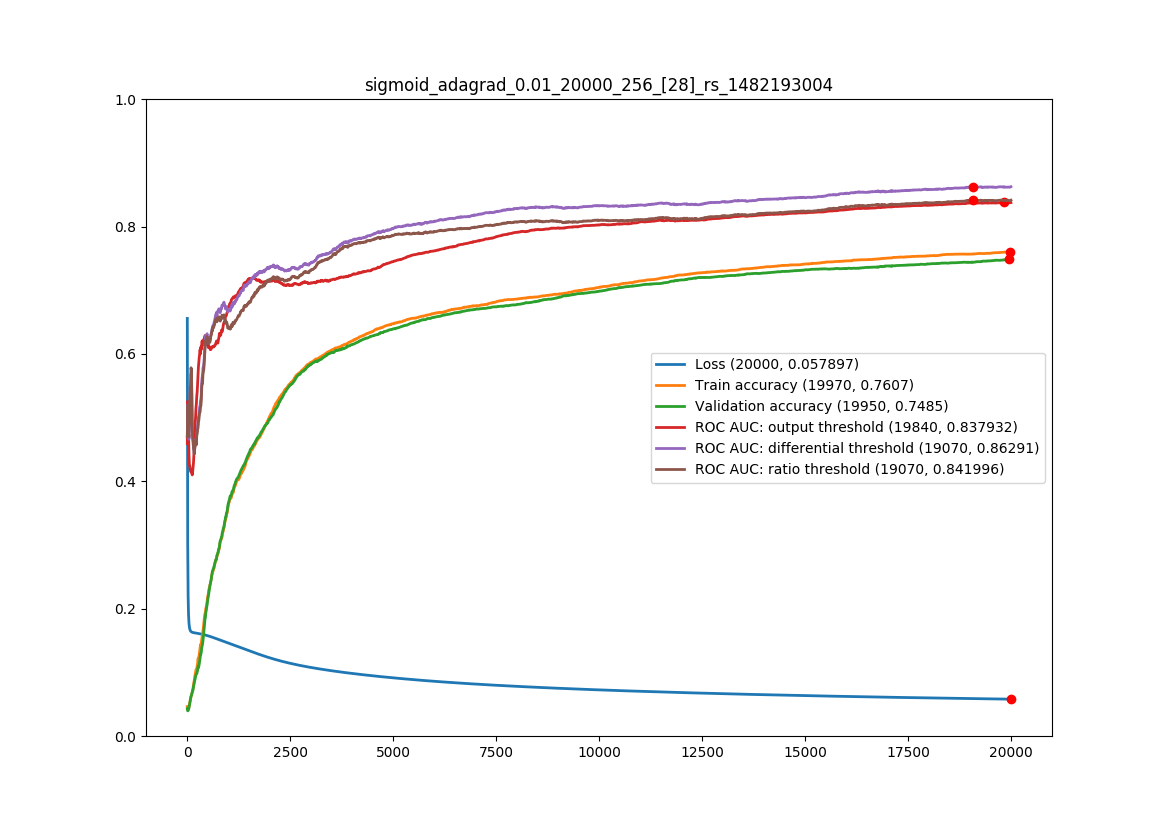 sigmoid_adagrad_0.01_20000_256_[28]_rs_1482193004
1.0
0.8
0.6
0.4
0.2
0.0
Loss (20000, 0.057897)
Train accuracy (19970, 0.7607)
Validation accuracy (19950, 0.7485)
ROC AUC: output threshold (19840, 0.837932)
ROC AUC: differential threshold (19070, 0.86291)
ROC AUC: ratio threshold (19070, 0.841996)
0 2500 5000 7500 10000 12500 15000 17500 20000